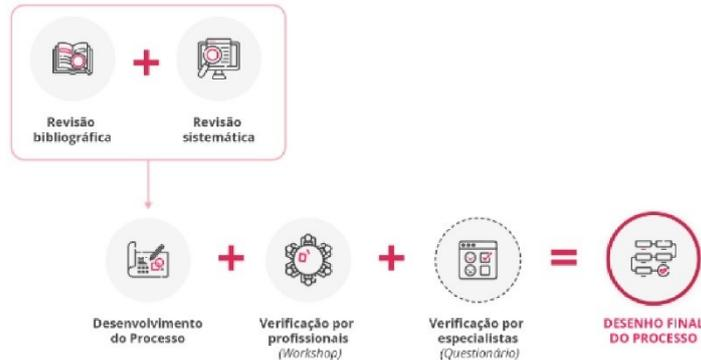 Revisão
bibliográfica
Revisão
sistemática
Desenvolvimento
do Processo
Verificação por
profissionais
(Workshop)
Verificação por
especialistas
(Questionário)
DESENHO FINAL
DO PROCESSO